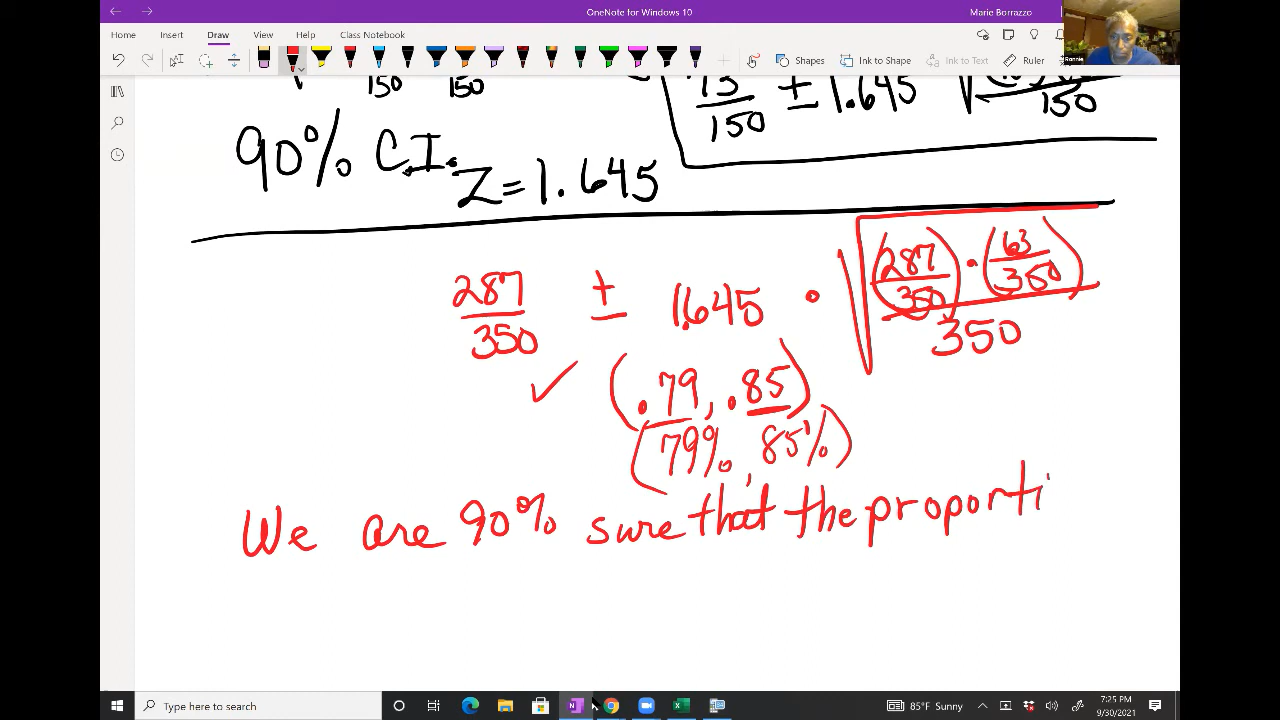 OneNote for Windows 10
Marie Borrazzo
Home Insert Draw View Help Class Notebook
Ronnie
Shapes Ink to Shape Ink to Text Ruler
150 150
150 ± 1.645 150
90% C.I. Z = 1.645
287/350 ± 1.645 · √((287/350) · (63/350)/350)
✓ (.79, .85)
(79%, 85%)
We are 90% sure that the proporti
Type here to search
85°F Sunny
7:25 PM
9/30/2021